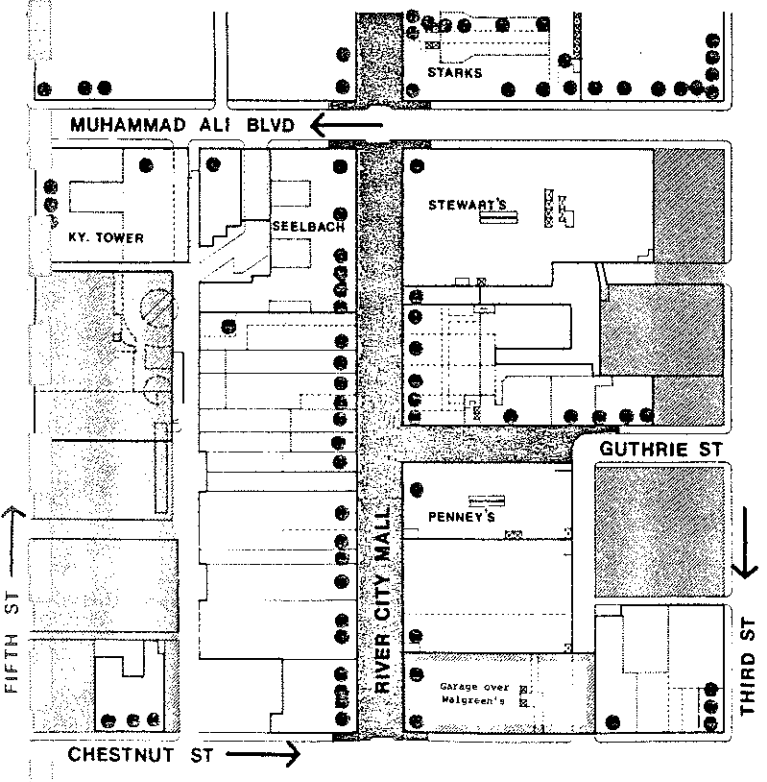 STARKS
MUHAMMAD ALI BLVD
STEWART'S
SEELBACH
KY. TOWER
GUTHRIE ST
PENNEY'S
RIVER CITY MALL
FIFTH ST
THIRD ST
Garage over
Walgreen's
CHESTNUT ST